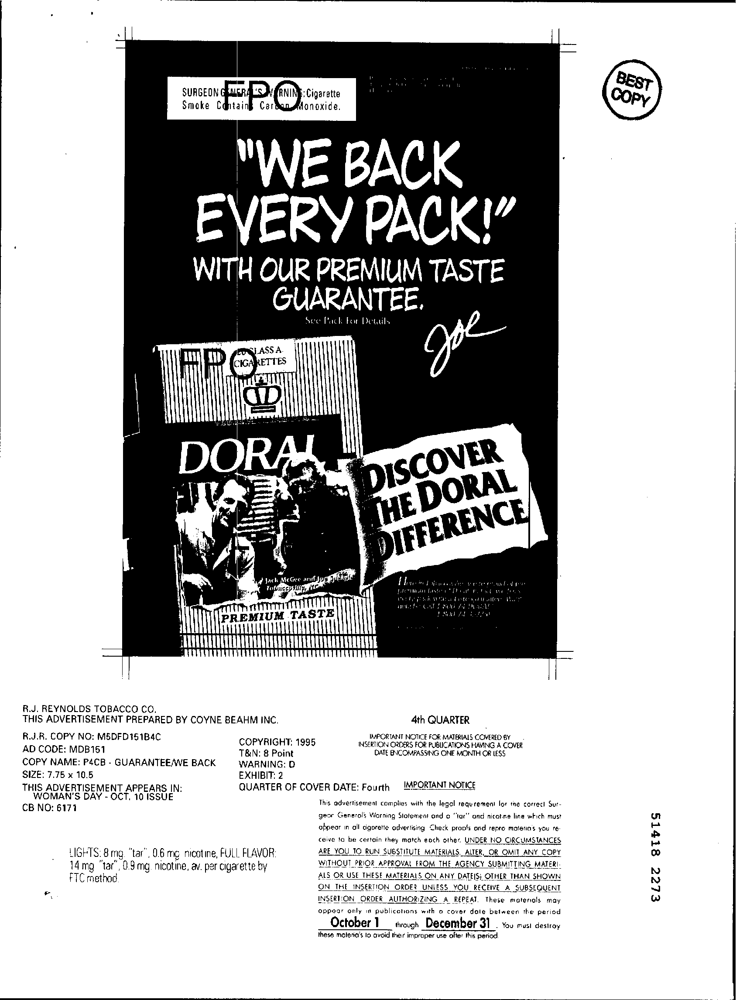 SURGEON GENERAL'S WARNING: Cigarette
Smoke Contains Carbon Monoxide.
FPO
BEST
COPY
"WE BACK
EVERY PACK!"
WITH OUR PREMIUM TASTE
GUARANTEE.
See Pack For Details
Joe
FPO
20 CLASS A
CIGARETTES
DORAL
DISCOVER
THE DORAL
DIFFERENCE
Jack McGee and Joe
PREMIUM TASTE
R.J. REYNOLDS TOBACCO CO.
THIS ADVERTISEMENT PREPARED BY COYNE BEAHM INC.
R.J.R. COPY NO: M5DFD151B4C
AD CODE: MDB151
COPY NAME: P4CB - GUARANTEE/WE BACK
SIZE: 7.75 x 10.5
THIS ADVERTISEMENT APPEARS IN:
WOMAN'S DAY - OCT. 10 ISSUE
CB NO: 6171
COPYRIGHT: 1995
T&N: 8 Point
WARNING: D
EXHIBIT: 2
QUARTER OF COVER DATE: Fourth
4th QUARTER
IMPORTANT NOTICE FOR MATERIALS COVERED BY
INSERTION ORDERS FOR PUBLICATIONS HAVING A COVER
DATE ENCOMPASSING ONE MONTH OR LESS
IMPORTANT NOTICE
This advertisement complies with the legal requirement for the correct Sur-
geon General's Warning Statement and a "tar" and nicotine line which must
appear in all cigarette advertising. Check proofs and repro materials you re-
ceive to be certain they match each other. UNDER NO CIRCUMSTANCES
ARE YOU TO RUN SUBSTITUTE MATERIALS, ALTER, OR OMIT ANY COPY
WITHOUT PRIOR APPROVAL FROM THE AGENCY SUBMITTING MATERI-
ALS OR USE THESE MATERIALS ON ANY DATE(S) OTHER THAN SHOWN
ON THE INSERTION ORDER UNLESS YOU RECEIVE A SUBSEQUENT
INSERTION ORDER AUTHORIZING A REPEAT. These materials may
appear only in publications with a cover date between the period
October 1 through December 31. You must destroy
these materials to avoid their improper use after this period.
LIGHTS: 8 mg. "tar", 0.6 mg. nicotine, FULL FLAVOR:
14 mg. "tar", 0.9 mg. nicotine, av. per cigarette by
FTC method.
51418 2273